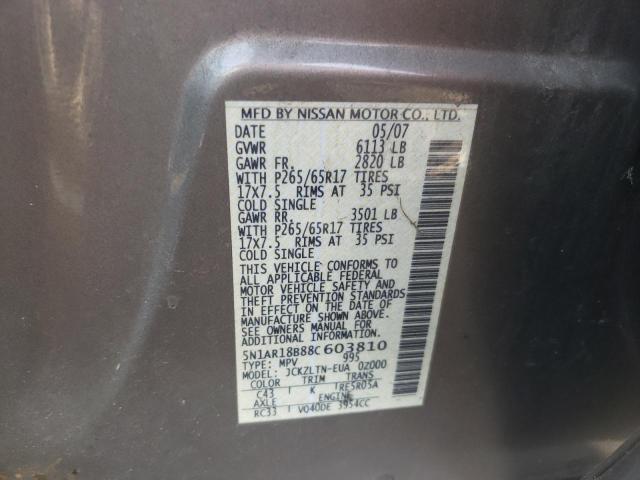 MFD BY NISSAN MOTOR CO., LTD.
DATE 05/07
GVWR 6113 LB
GAWR FR. 2820 LB
WITH P265/65R17 TIRES
17X7.5 RIMS AT 35 PSI
COLD SINGLE
GAWR RR. 3501 LB
WITH P265/65R17 TIRES
17X7.5 RIMS AT 35 PSI
COLD SINGLE
THIS VEHICLE CONFORMS TO
ALL APPLICABLE FEDERAL
MOTOR VEHICLE SAFETY AND
THEFT PREVENTION STANDARDS
IN EFFECT ON THE DATE OF
MANUFACTURE SHOWN ABOVE.
SEE OWNERS MANUAL FOR
ADDITIONAL INFORMATION.
5N1AR18B88C603810
TYPE: MPV 995
MODEL: JCKZLTN-EUA 0Z000
COLOR TRIM TRANS
C43 K RE5R05A
AXLE ENGINE
RC33 VQ40DE 3954CC